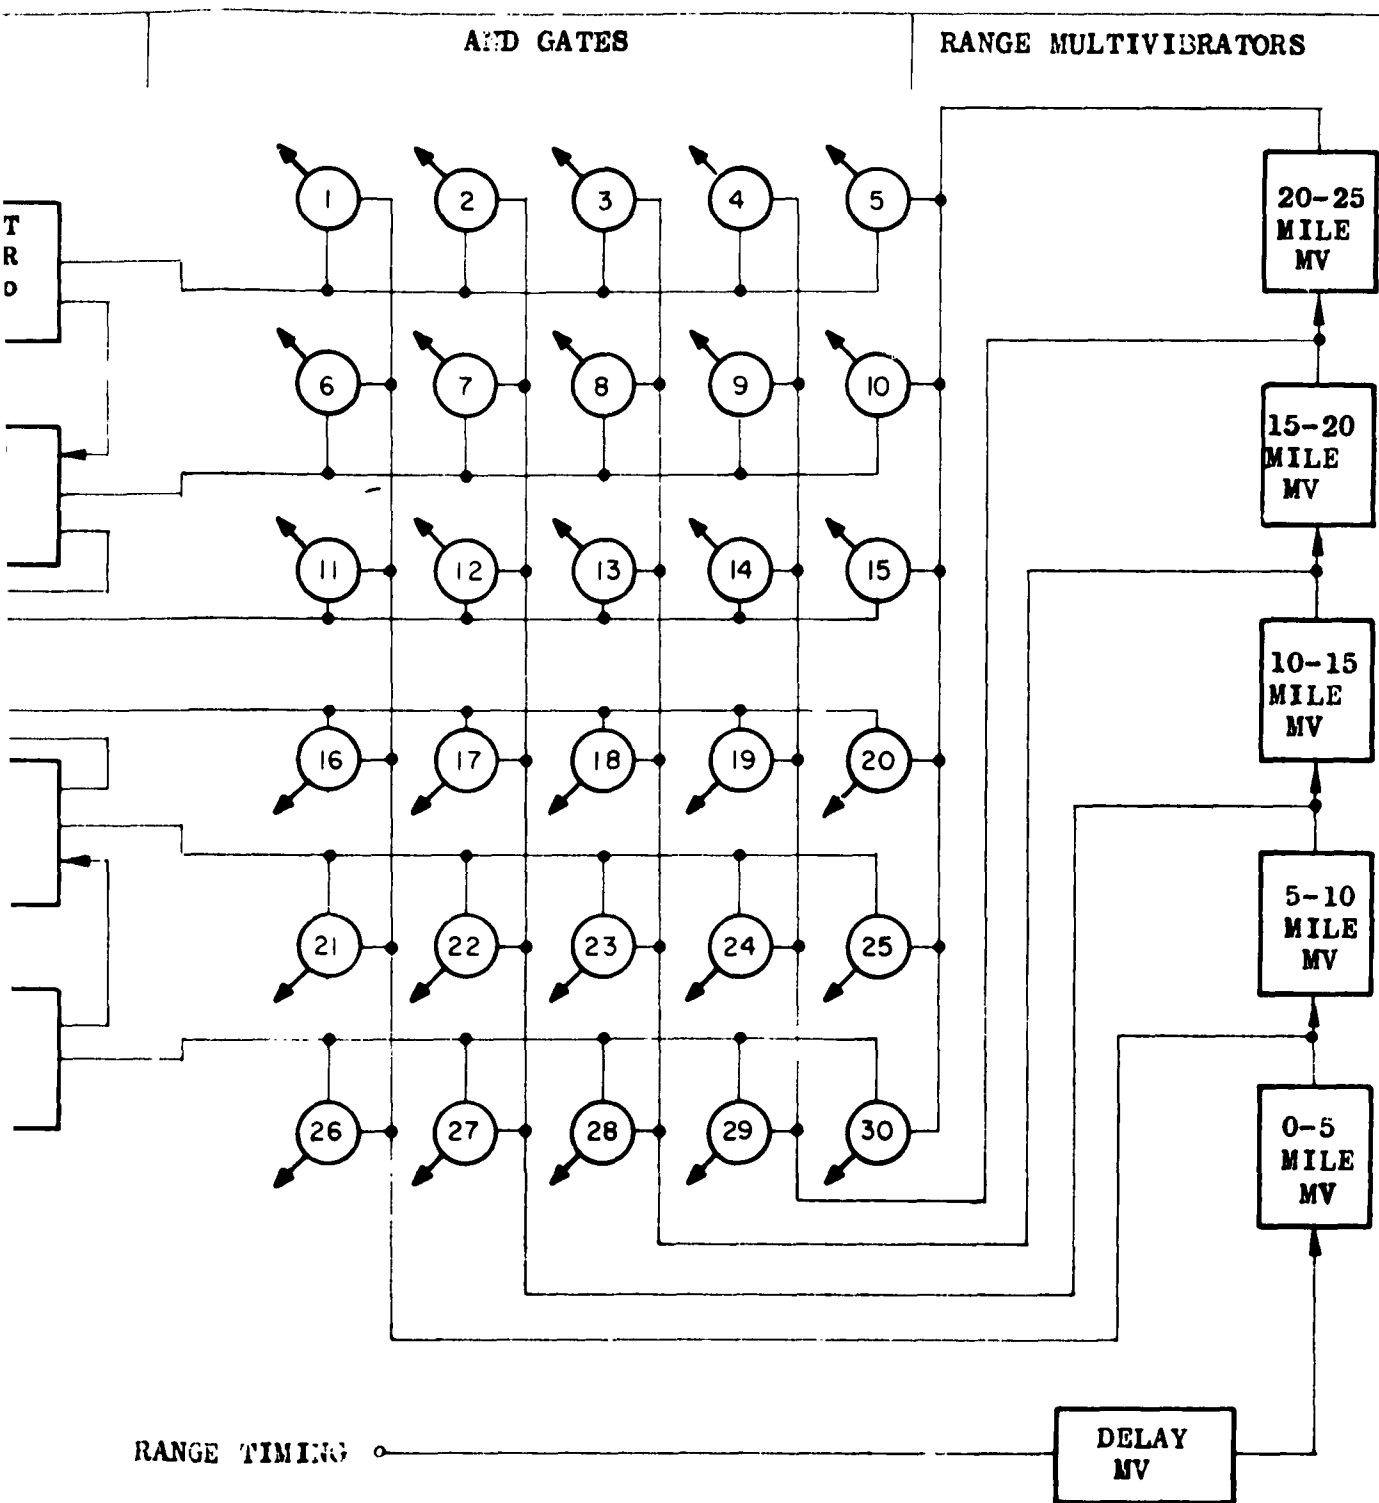 AND GATES
RANGE MULTIVIBRATORS
T
R
D
1 2 3 4 5
20-25
MILE
MV
6 7 8 9 10
15-20
MILE
MV
11 12 13 14 15
10-15
MILE
MV
16 17 18 19 20
5-10
MILE
MV
21 22 23 24 25
0-5
MILE
MV
26 27 28 29 30
RANGE TIMING
DELAY
MV